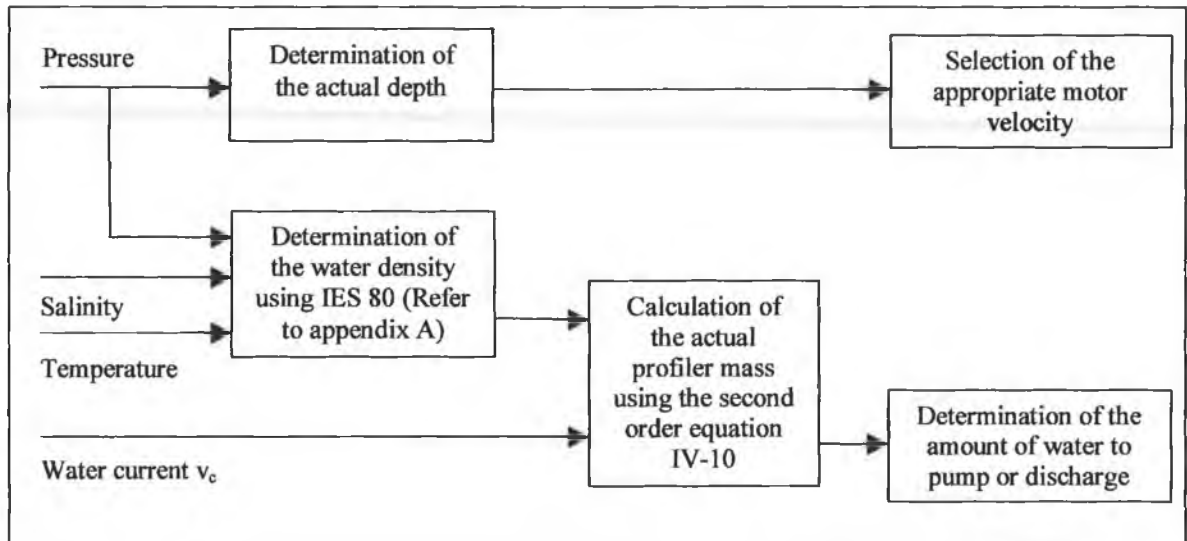 Pressure
Determination of
the actual depth
Selection of the
appropriate motor
velocity
Determination of
the water density
using IES 80 (Refer
to appendix A)
Salinity
Temperature
Calculation of
the actual
profiler mass
using the second
order equation
IV-10
Water current vc
Determination of the
amount of water to
pump or discharge